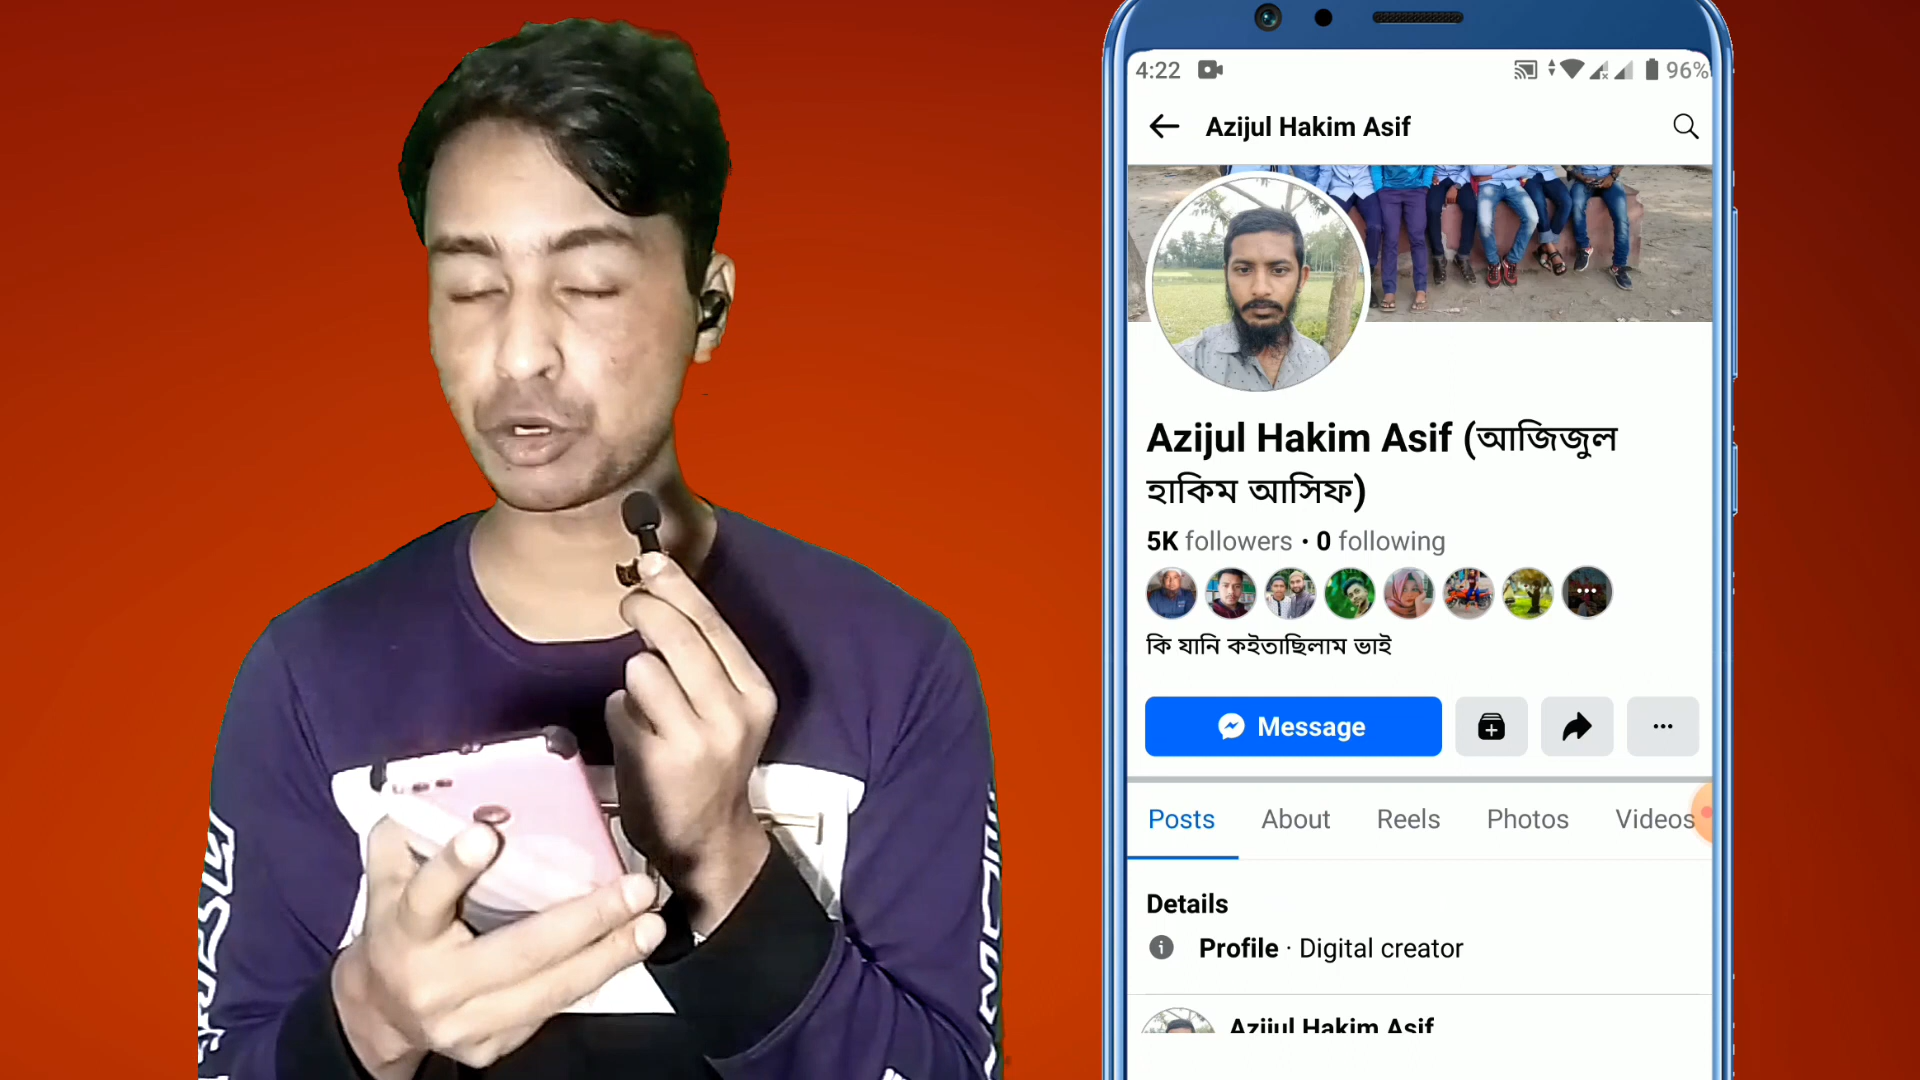 4:22
96%
Azijul Hakim Asif
Azijul Hakim Asif (আজিজুল
হাকিম আসিফ)
5K followers • 0 following
কি যানি কইতাছিলাম ভাই
Message
Posts About Reels Photos Videos
Details
Profile · Digital creator
Azijul Hakim Asif